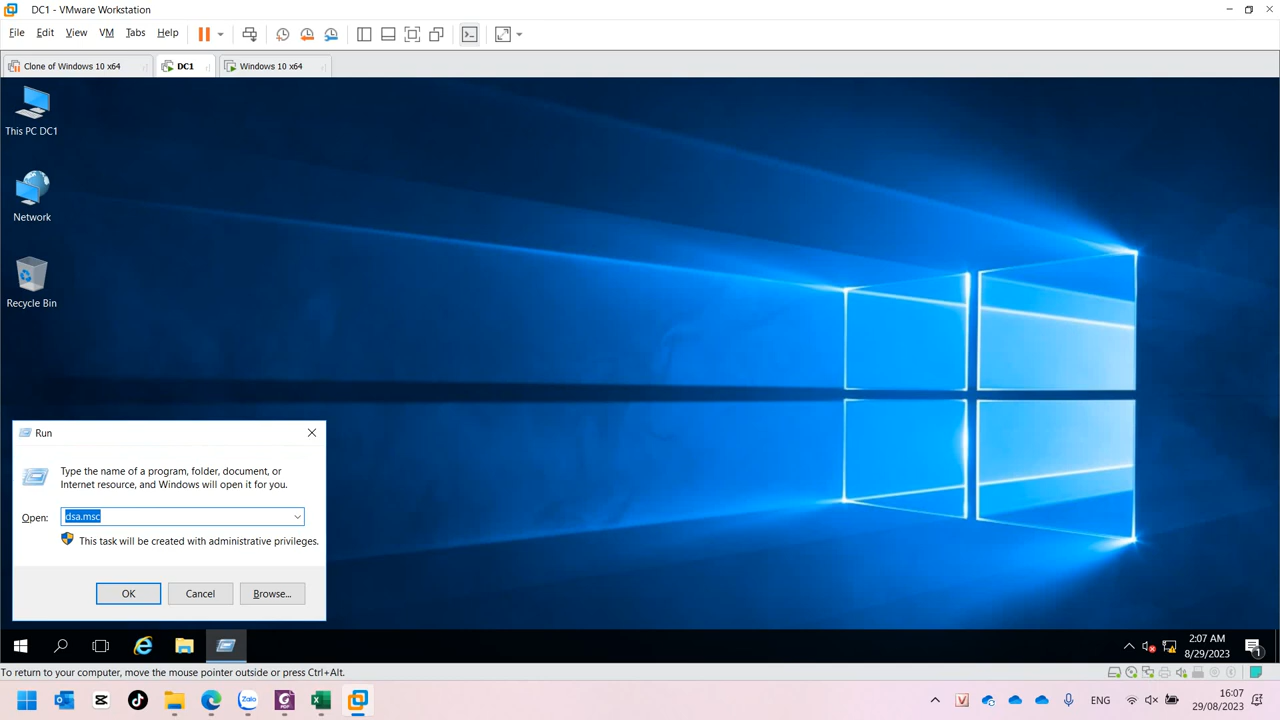 DC1 - VMware Workstation
File Edit View VM Tabs Help
Clone of Windows 10 x64
DC1
Windows 10 x64
This PC DC1
Network
Recycle Bin
Run
Type the name of a program, folder, document, or
Internet resource, and Windows will open it for you.
Open: dsa.msc
This task will be created with administrative privileges.
OK Cancel Browse...
2:07 AM
8/29/2023
1
To return to your computer, move the mouse pointer outside or press Ctrl+Alt.
Zalo
PDF
ENG
16:07
29/08/2023